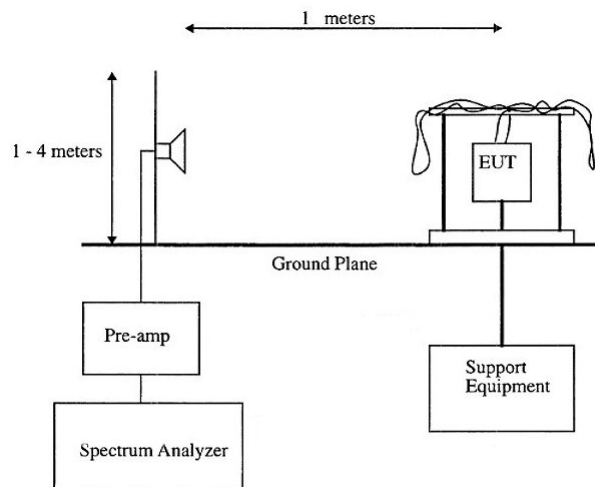 1 meters
1 - 4 meters
EUT
Ground Plane
Pre-amp
Support
Equipment
Spectrum Analyzer